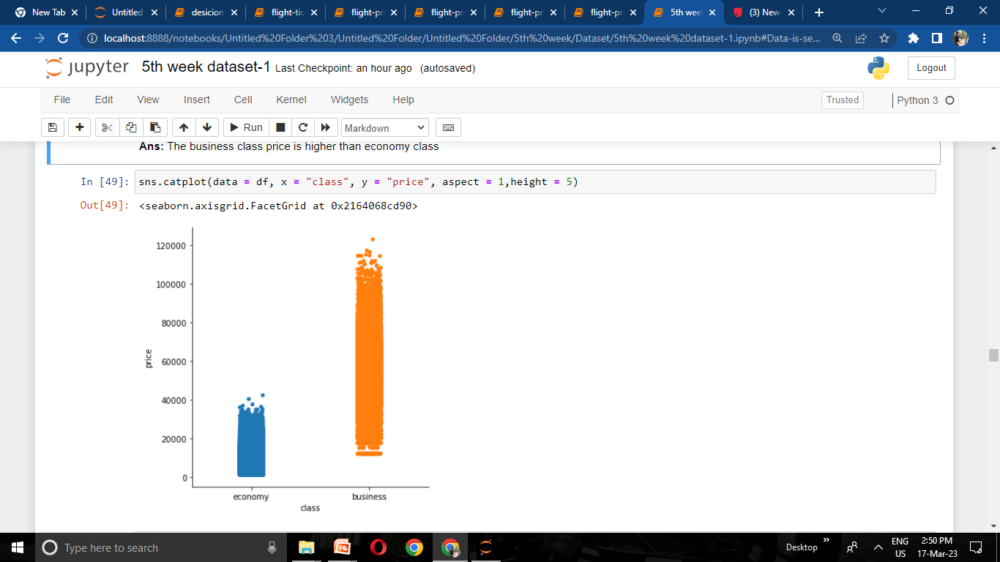 New Tab
Untitled
desicion
flight-tic
flight-pr
flight-pr
flight-pr
flight-pr
5th wee
(3) New
localhost:8888/notebooks/Untitled%20Folder%203/Untitled%20Folder/Untitled%20Folder/5th%20week/Dataset/5th%20week%20dataset-1.ipynb#Data-is-se...
jupyter 5th week dataset-1 Last Checkpoint: an hour ago (autosaved)
Logout
File Edit View Insert Cell Kernel Widgets Help
Trusted
Python 3
Run
Markdown
Ans: The business class price is higher than economy class
In [49]: sns.catplot(data = df, x = "class", y = "price", aspect = 1,height = 5)
Out[49]: <seaborn.axisgrid.FacetGrid at 0x2164068cd90>
120000
100000
80000
60000
40000
20000
0
price
economy business
class
Type here to search
Desktop
ENG
US
2:50 PM
17-Mar-23